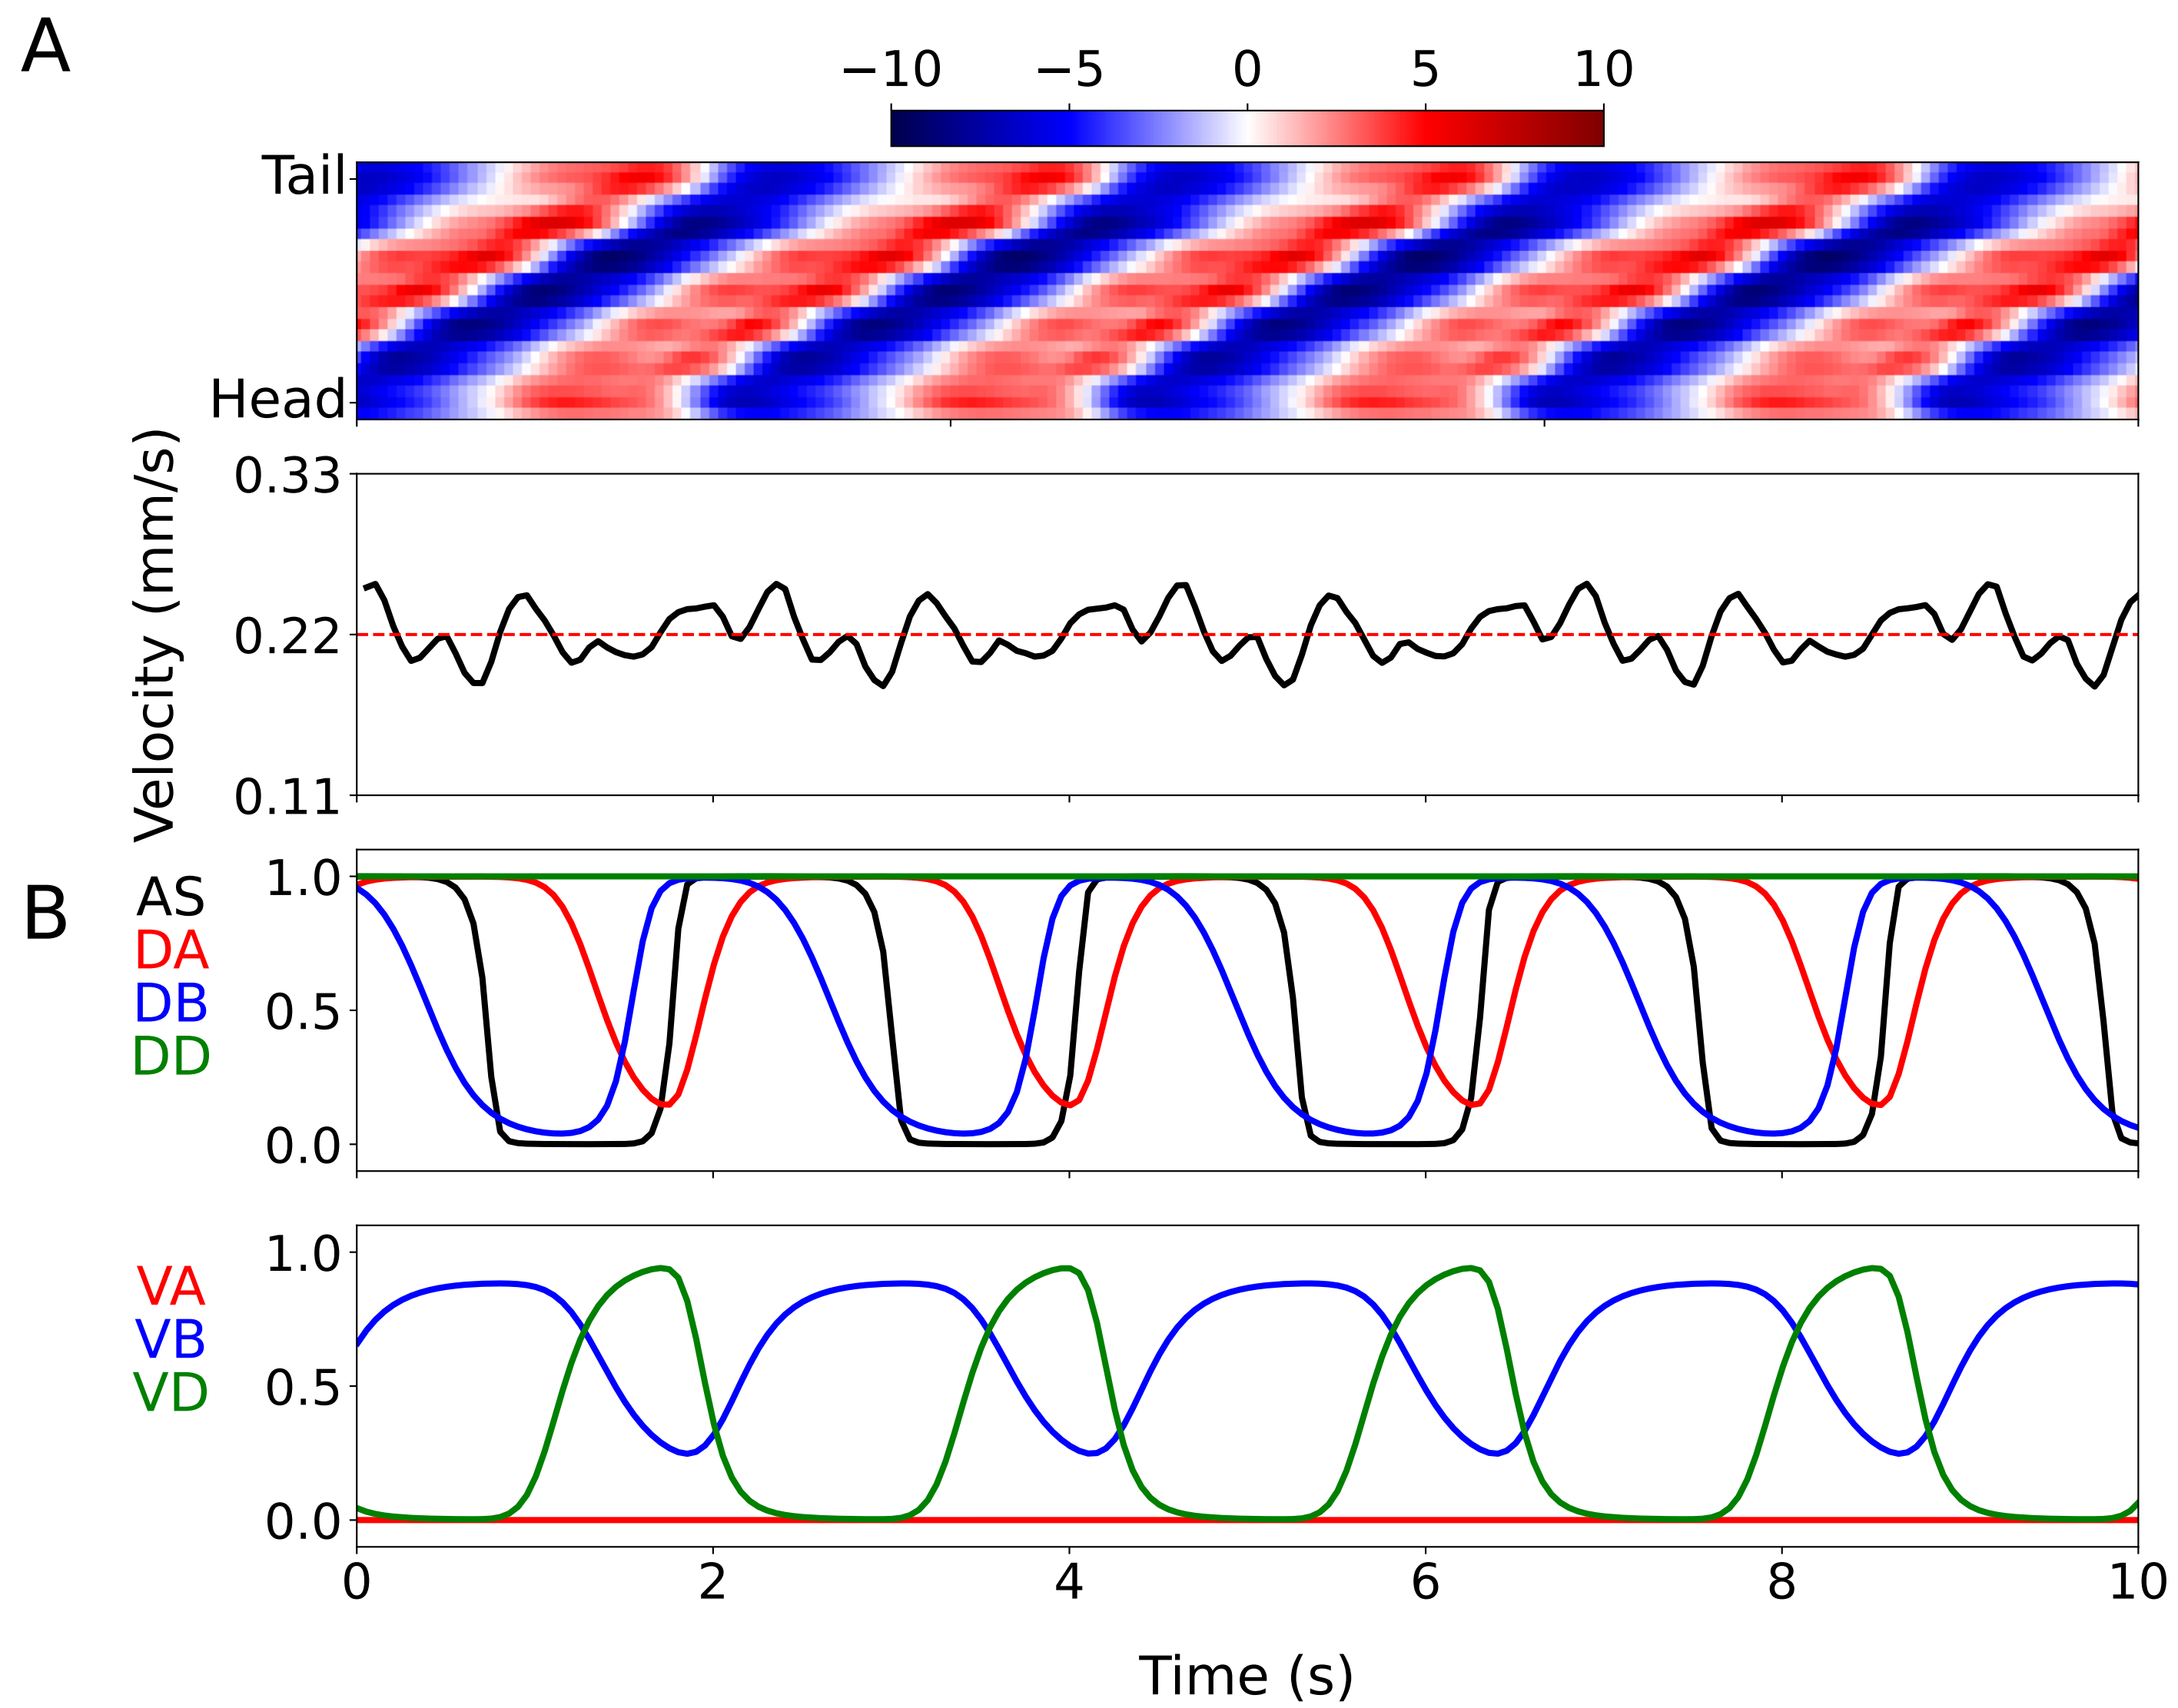 A
−10 −5 0 5 10
Tail
Head
Velocity (mm/s)
0.33
0.22
0.11
B
AS
DA
DB
DD
1.0
0.5
0.0
VA
VB
VD
1.0
0.5
0.0
0 2 4 6 8 10
Time (s)